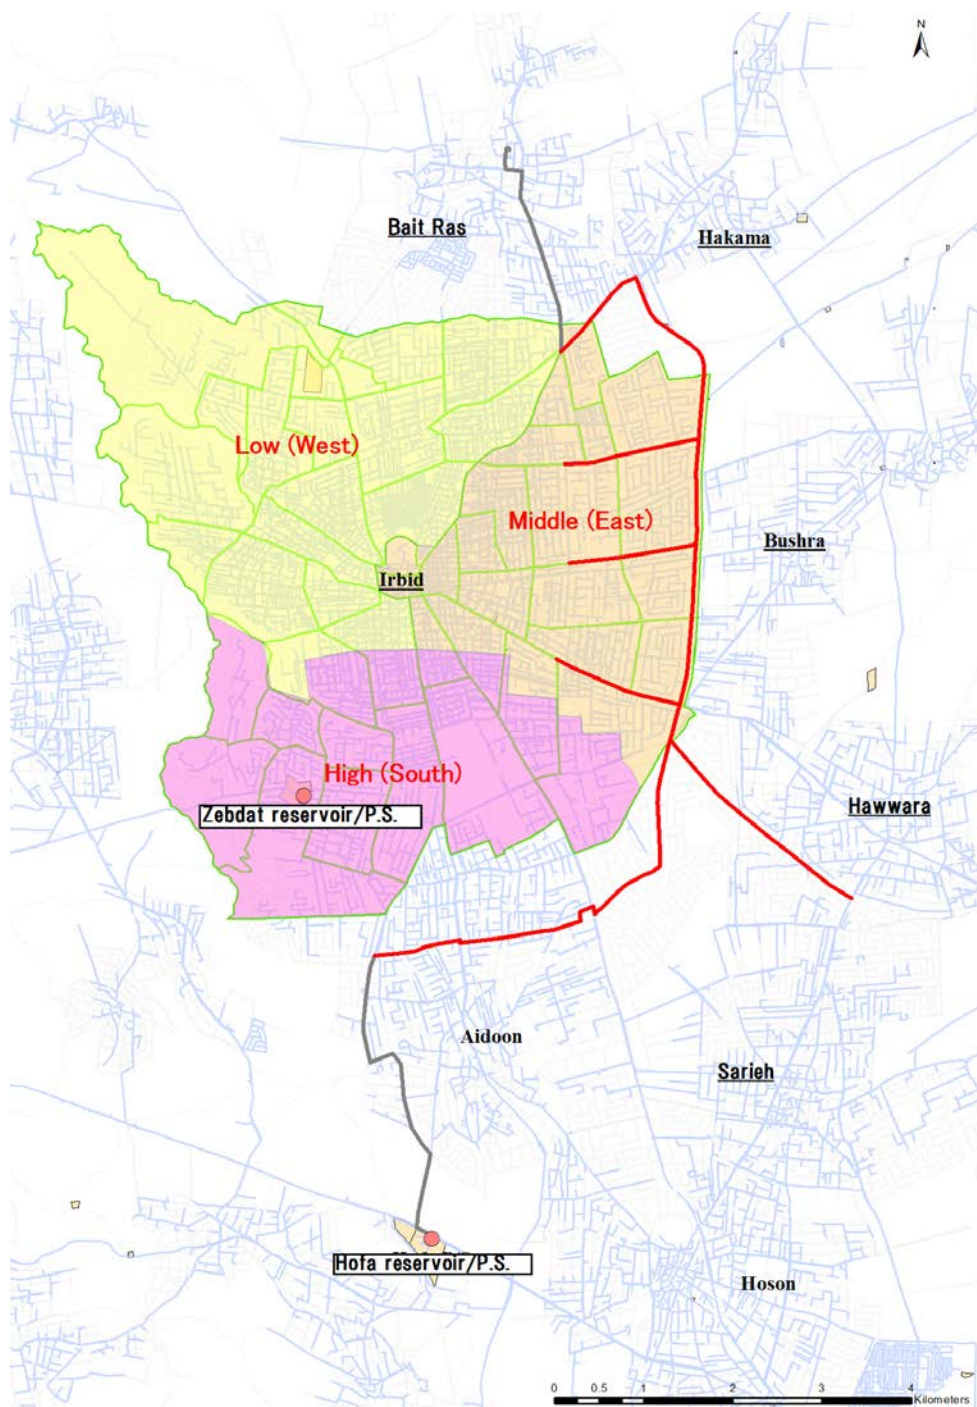 N
Bait Ras
Hakama
Low (West)
Middle (East)
Bushra
Irbid
High (South)
Zebdat reservoir/P.S.
Hawwara
Aidoon
Sarieh
Hofa reservoir/P.S.
Hoson
0 0.5 1 2 3 4
Kilometers